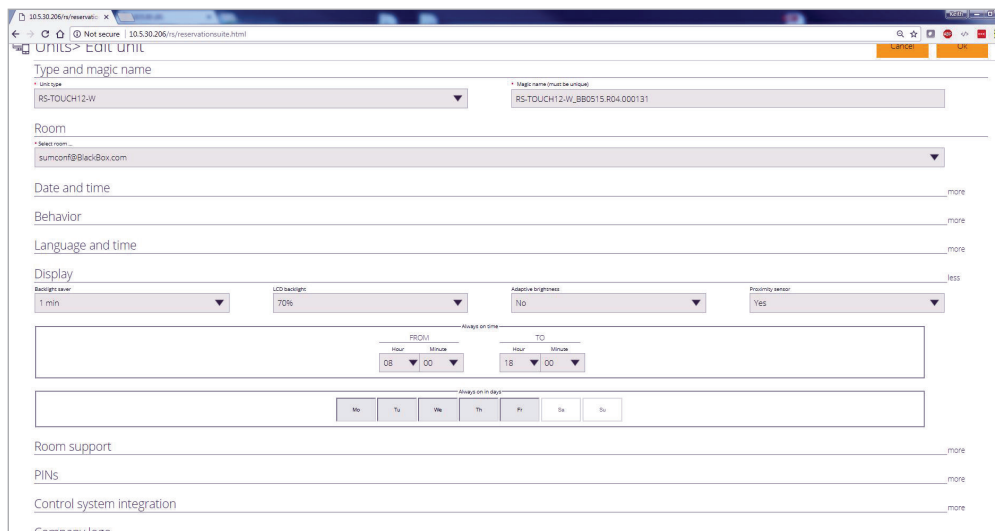 10.5.30.206/rs/reservatio
Keith
Not secure | 10.5.30.206/rs/reservationsuite.html
Units> Edit unit
Cancel
Ok
Type and magic name
* Unit type
* Magic name (must be unique)
RS-TOUCH12-W
RS-TOUCH12-W_BB0515.R04.000131
Room
* Select room ...
sumconf@BlackBox.com
Date and time
more
Behavior
more
Language and time
more
Display
less
Backlight saver
LCD backlight
Adaptive brightness
Proximity sensor
1 min
70%
No
Yes
Always on time
FROM
TO
Hour Minute
Hour Minute
08 00
18 00
Always on in days
Mo Tu We Th Fr Sa Su
Room support
more
PINs
more
Control system integration
more
Company logo